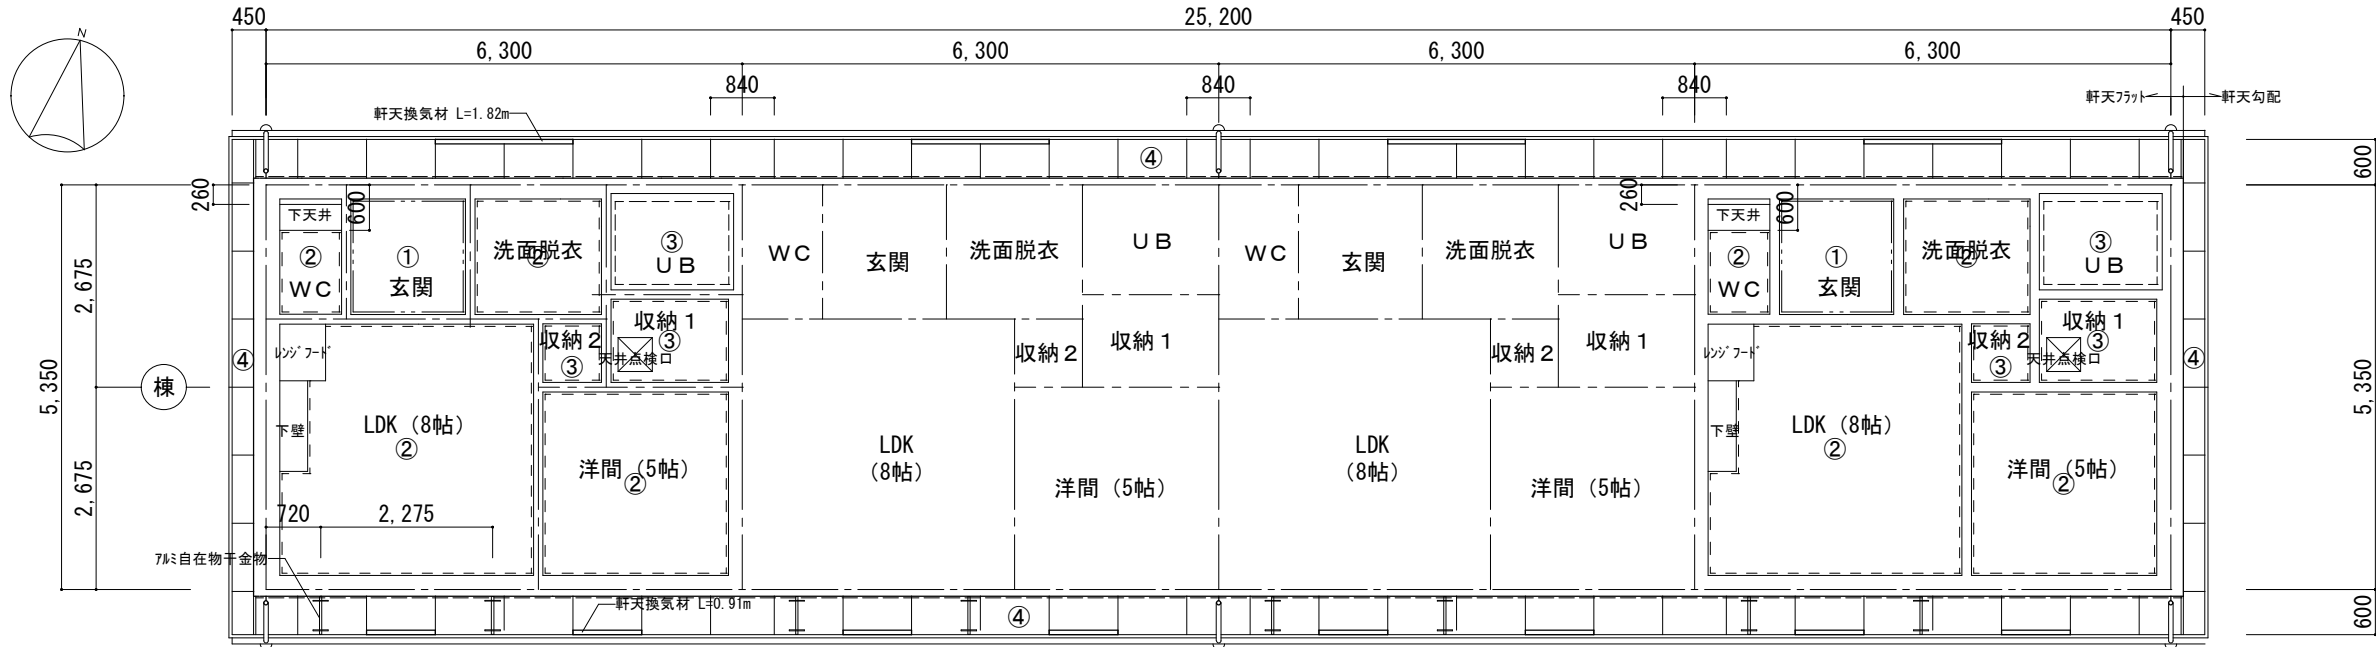 450
25,200
450
N
6,300
6,300
6,300
6,300
840
840
840
軒天換気材 L=1.82m
軒天フラット
軒天勾配
④
600
260
600
260
600
下天井
下天井
②
WC
①
玄関
洗面脱衣
②
③
UB
WC
玄関
洗面脱衣
UB
WC
玄関
洗面脱衣
UB
②
WC
①
玄関
洗面脱衣
②
③
UB
2,675
5,350
2,675
棟
④
レンジフード
収納2
③
収納1
③
天井点検口
収納2
収納1
収納2
収納1
レンジフード
収納2
③
収納1
③
天井点検口
④
5,350
下壁
LDK (8帖)
②
洋間 (5帖)
②
LDK
(8帖)
洋間 (5帖)
LDK
(8帖)
洋間 (5帖)
下壁
LDK (8帖)
②
洋間 (5帖)
②
720
2,275
アルミ自在物干金物
軒天換気材 L=0.91m
④
600